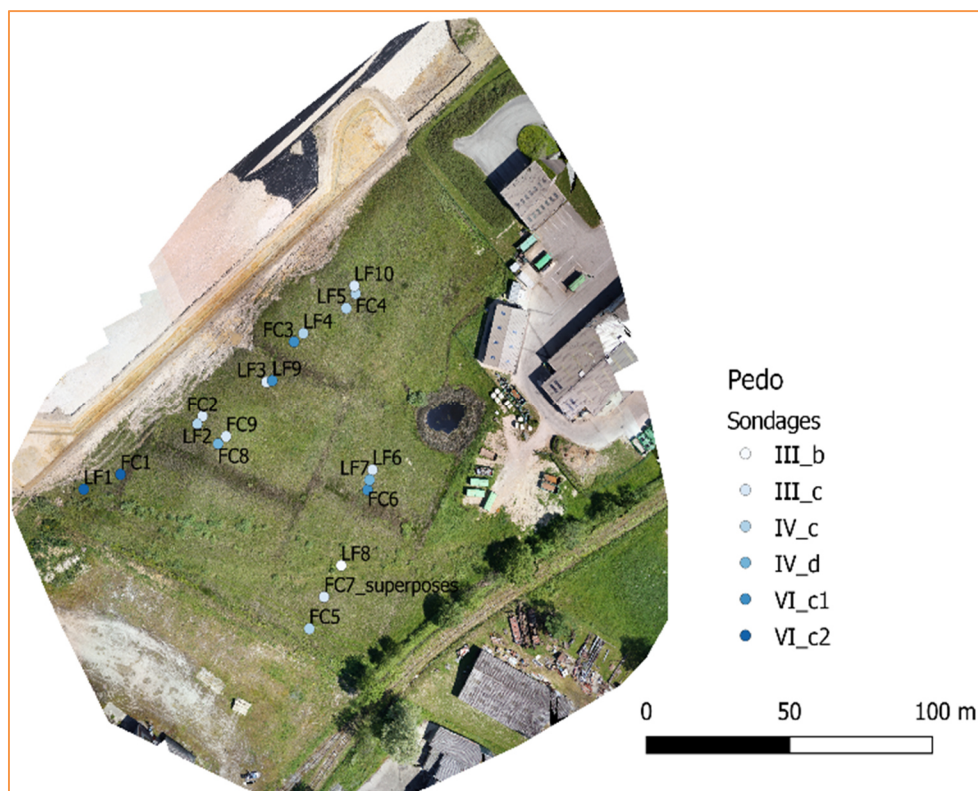 LF10
LF5
FC4
FC3
LF4
LF3
LF9
FC2
FC9
LF2
FC8
LF6
LF7
FC6
FC1
LF1
LF8
FC7_superposes
FC5
Pedo
Sondages
III_b
III_c
IV_c
IV_d
VI_c1
VI_c2
0 50 100 m